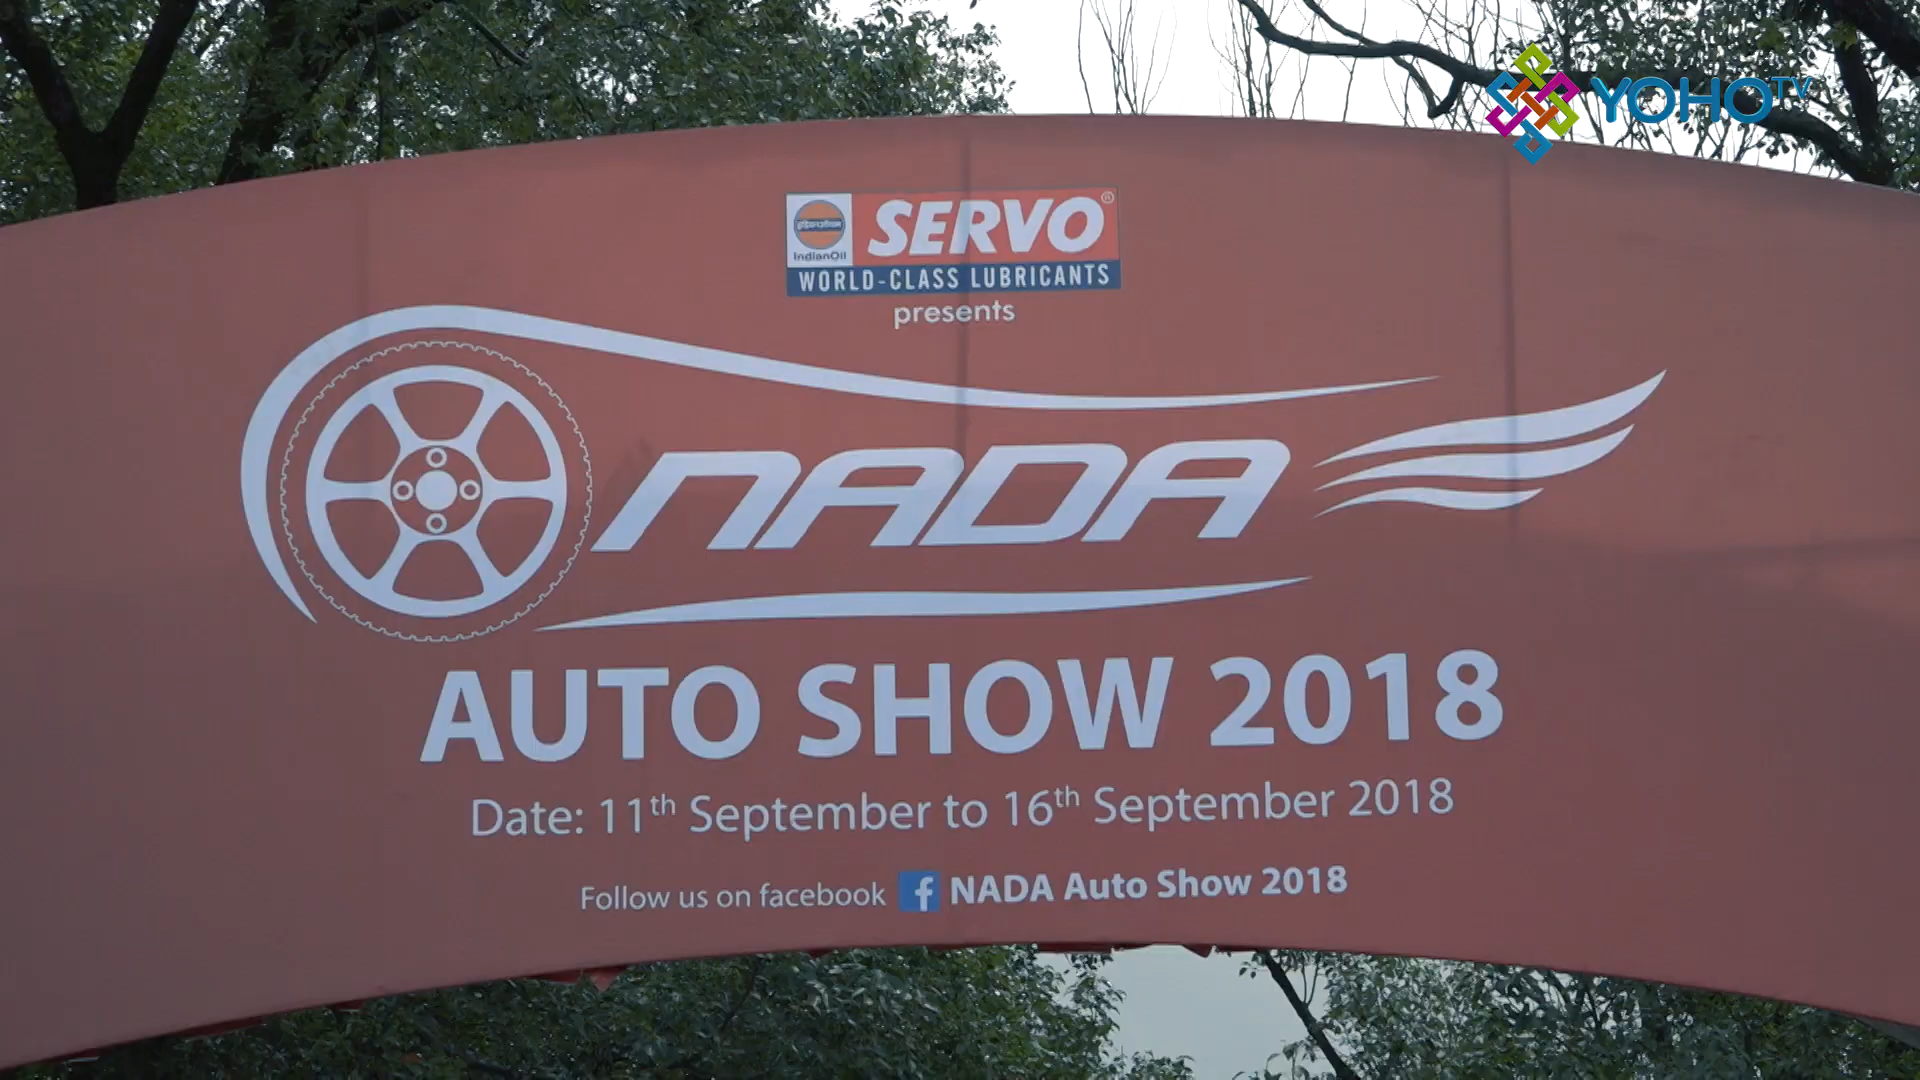 YOHO TV
SERVO®
इंडियनऑयल
IndianOil
WORLD-CLASS LUBRICANTS
presents
NADA
AUTO SHOW 2018
Date: 11th September to 16th September 2018
Follow us on facebook f NADA Auto Show 2018